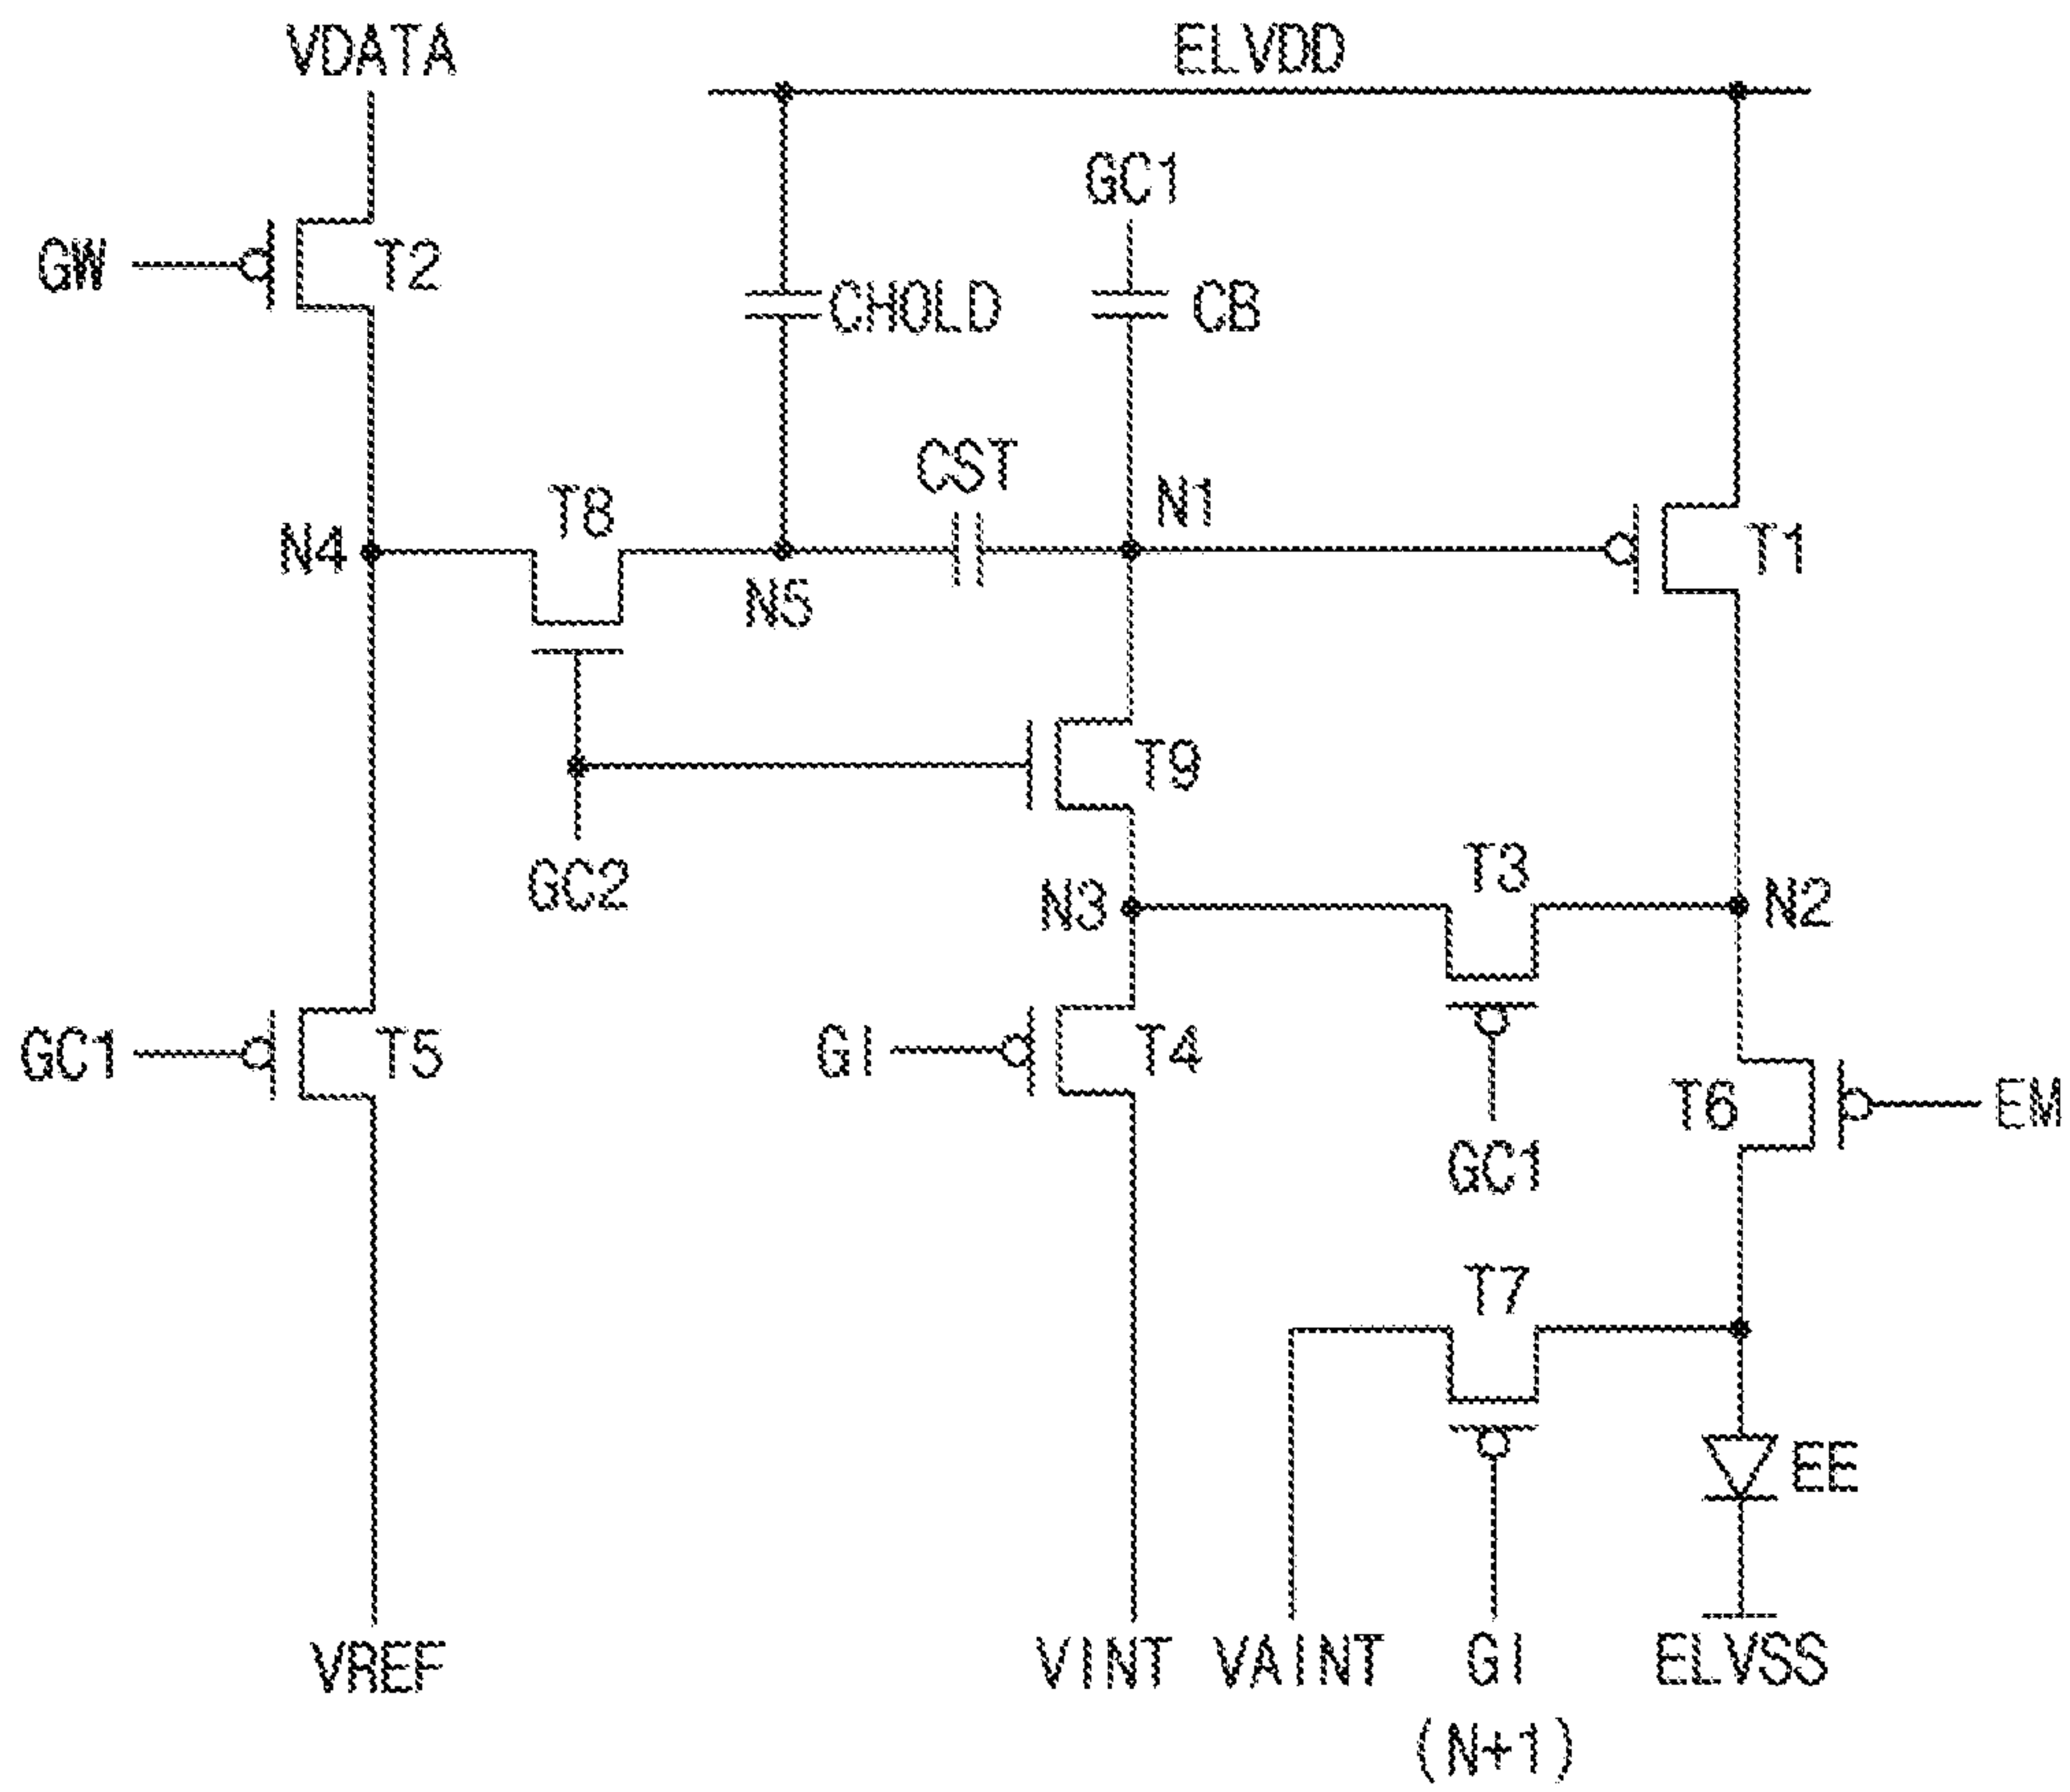 VDATA
ELVDD
GC1
GW
T2
CHOLD
CB
CST
T8
N1
N4
T1
N5
T9
GC2
T3
N3
N2
GC1
T5
GI
T4
T6
EM
GC1
T7
EE
VREF
VINT
VAINT
GI
(N+1)
ELVSS